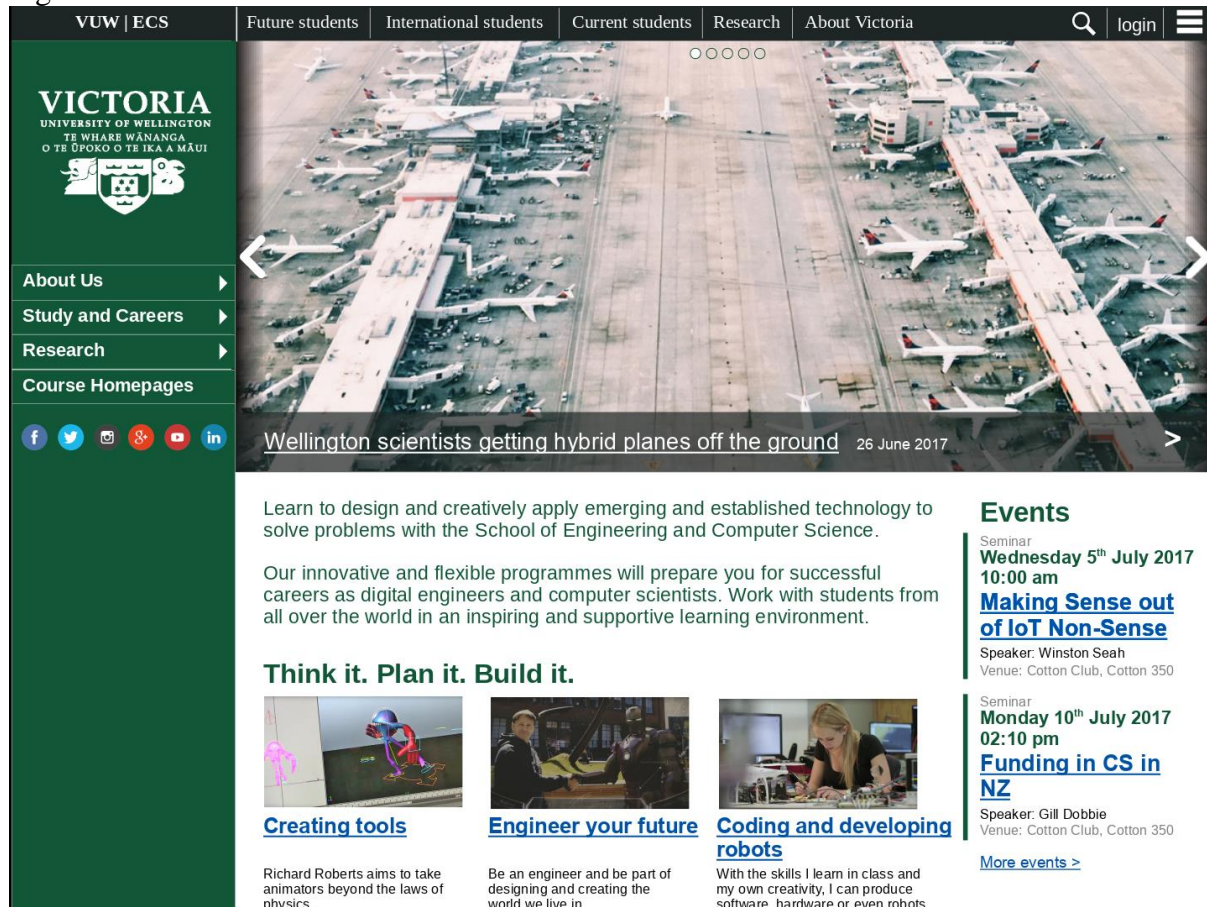 VUW | ECS
Future students
International students
Current students
Research
About Victoria
login
VICTORIA
UNIVERSITY OF WELLINGTON
TE WHARE WĀNANGA
O TE ŪPOKO O TE IKA A MĀUI
About Us
Study and Careers
Research
Course Homepages
Wellington scientists getting hybrid planes off the ground 26 June 2017 >
Learn to design and creatively apply emerging and established technology to
solve problems with the School of Engineering and Computer Science.
Our innovative and flexible programmes will prepare you for successful
careers as digital engineers and computer scientists. Work with students from
all over the world in an inspiring and supportive learning environment.
Think it. Plan it. Build it.
Creating tools
Richard Roberts aims to take
animators beyond the laws of
physics
Engineer your future
Be an engineer and be part of
designing and creating the
world we live in
Coding and developing
robots
With the skills I learn in class and
my own creativity, I can produce
software, hardware or even robots
Events
Seminar
Wednesday 5th July 2017
10:00 am
Making Sense out
of IoT Non-Sense
Speaker: Winston Seah
Venue: Cotton Club, Cotton 350
Seminar
Monday 10th July 2017
02:10 pm
Funding in CS in
NZ
Speaker: Gill Dobbie
Venue: Cotton Club, Cotton 350
More events >